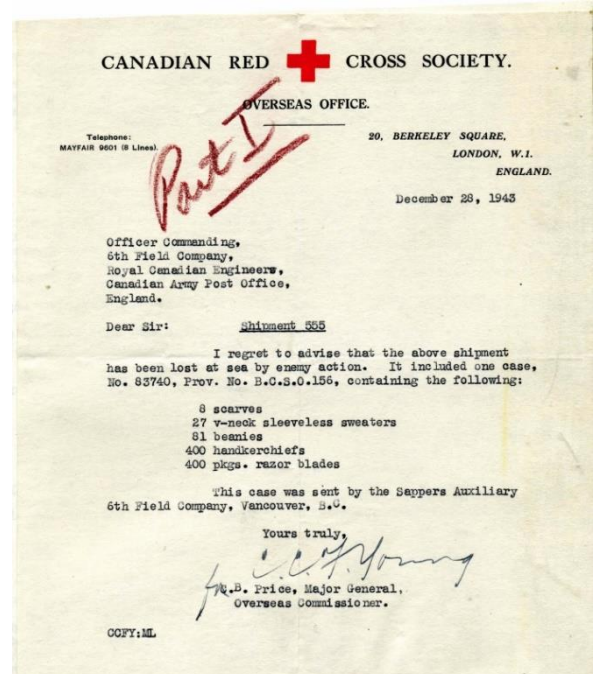 CANADIAN RED CROSS SOCIETY.
OVERSEAS OFFICE.
Part I
Telephone:
MAYFAIR 9601 (8 Lines).
20, BERKELEY SQUARE,
LONDON, W.1.
ENGLAND.
December 28, 1943
Officer Commanding,
6th Field Company,
Royal Canadian Engineers,
Canadian Army Post Office,
England.
Dear Sir: Shipment 355
I regret to advise that the above shipment
has been lost at sea by enemy action. It included one case,
No. 83740, Prov. No. B.C.S.O.156, containing the following:
8 scarves
27 v-neck sleeveless sweaters
81 beanies
400 handkerchiefs
400 pkgs. razor blades
This case was sent by the Sappers Auxiliary
6th Field Company, Vancouver, B.C.
Yours truly,
C.C.F. Young
for C.B. Price, Major General,
Overseas Commissioner.
CCFY:ML